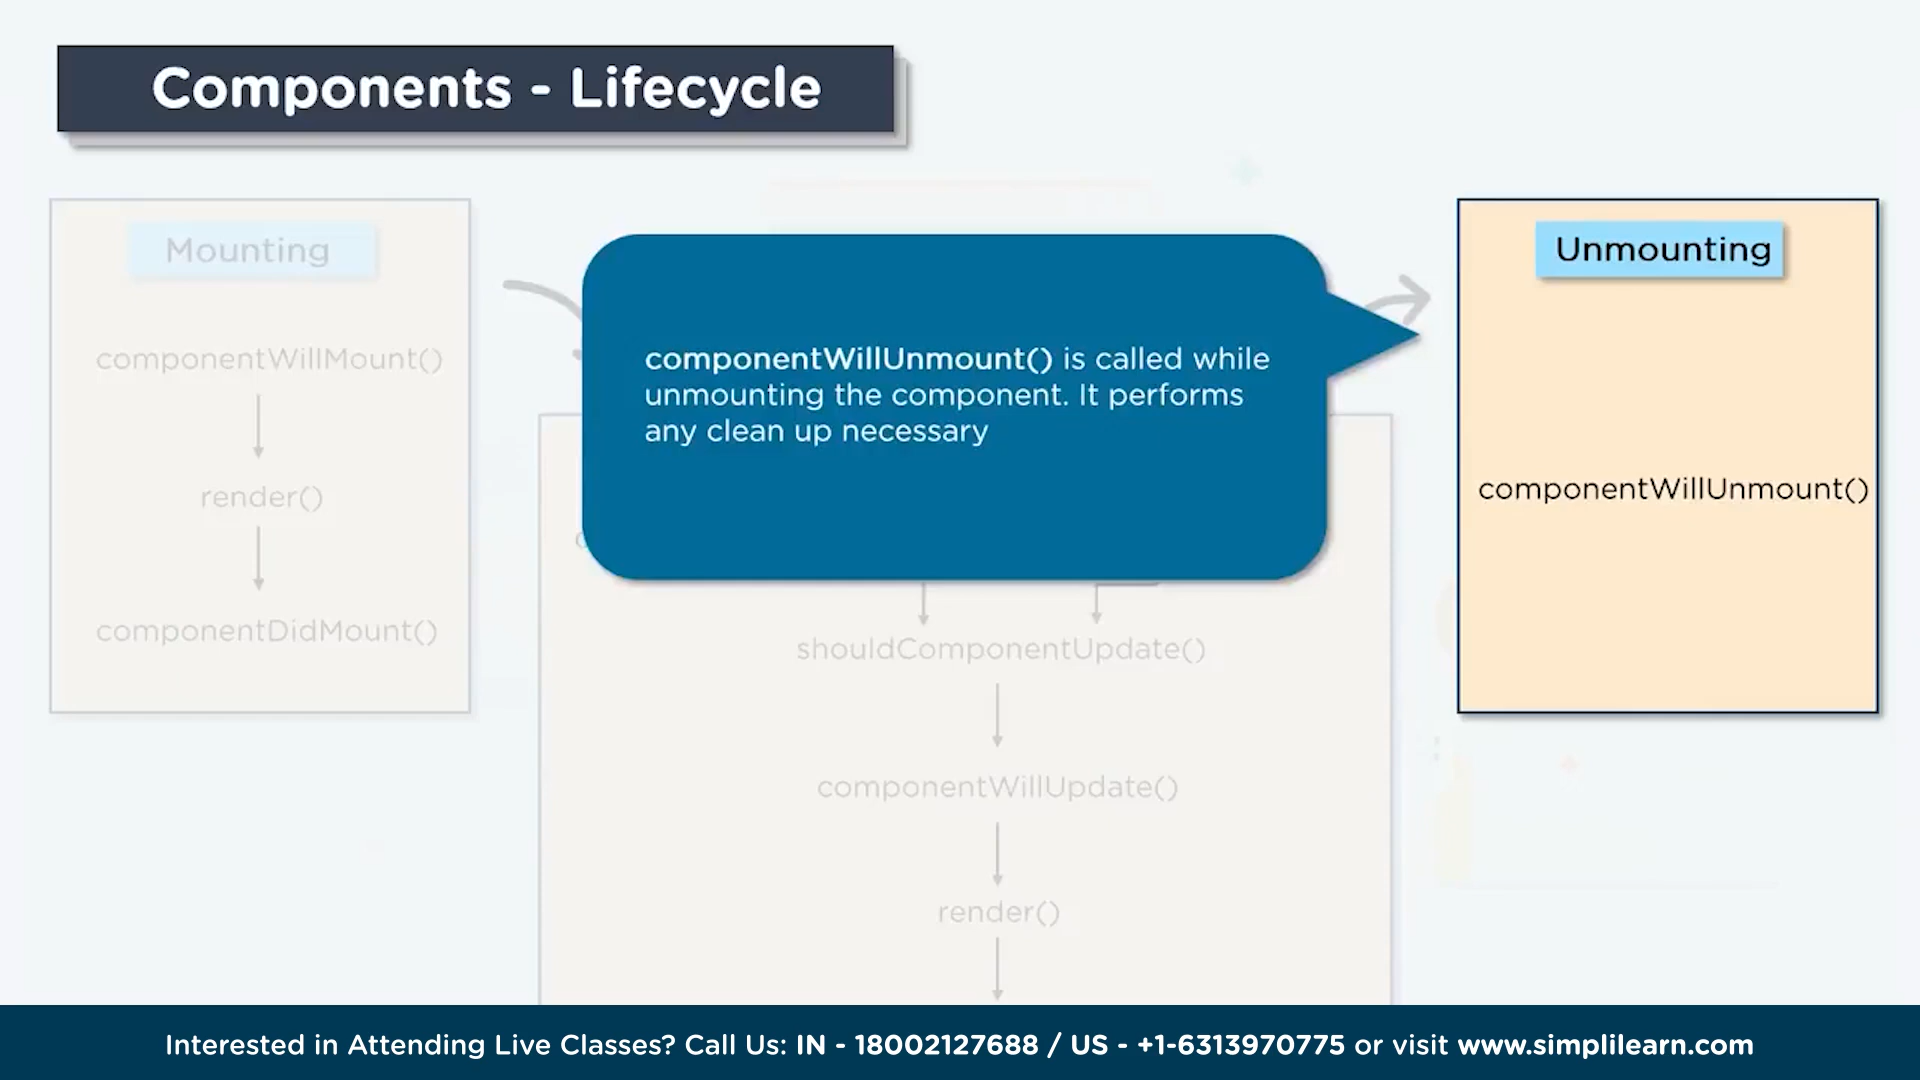 Components - Lifecycle
Mounting
componentWillMount()
render()
componentDidMount()
componentWillUnmount() is called while
unmounting the component. It performs
any clean up necessary
shouldComponentUpdate()
componentWillUpdate()
render()
Unmounting
componentWillUnmount()
Interested in Attending Live Classes? Call Us: IN - 18002127688 / US - +1-6313970775 or visit www.simplilearn.com